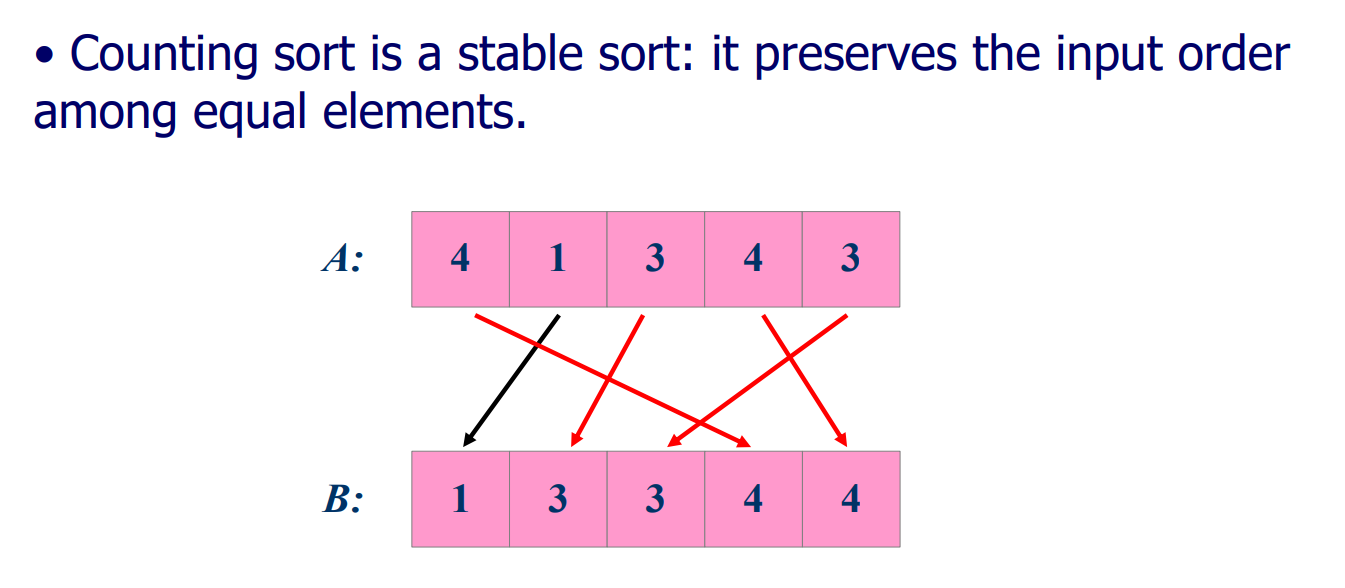 • Counting sort is a stable sort: it preserves the input order
among equal elements.
A: 4 1 3 4 3
B: 1 3 3 4 4